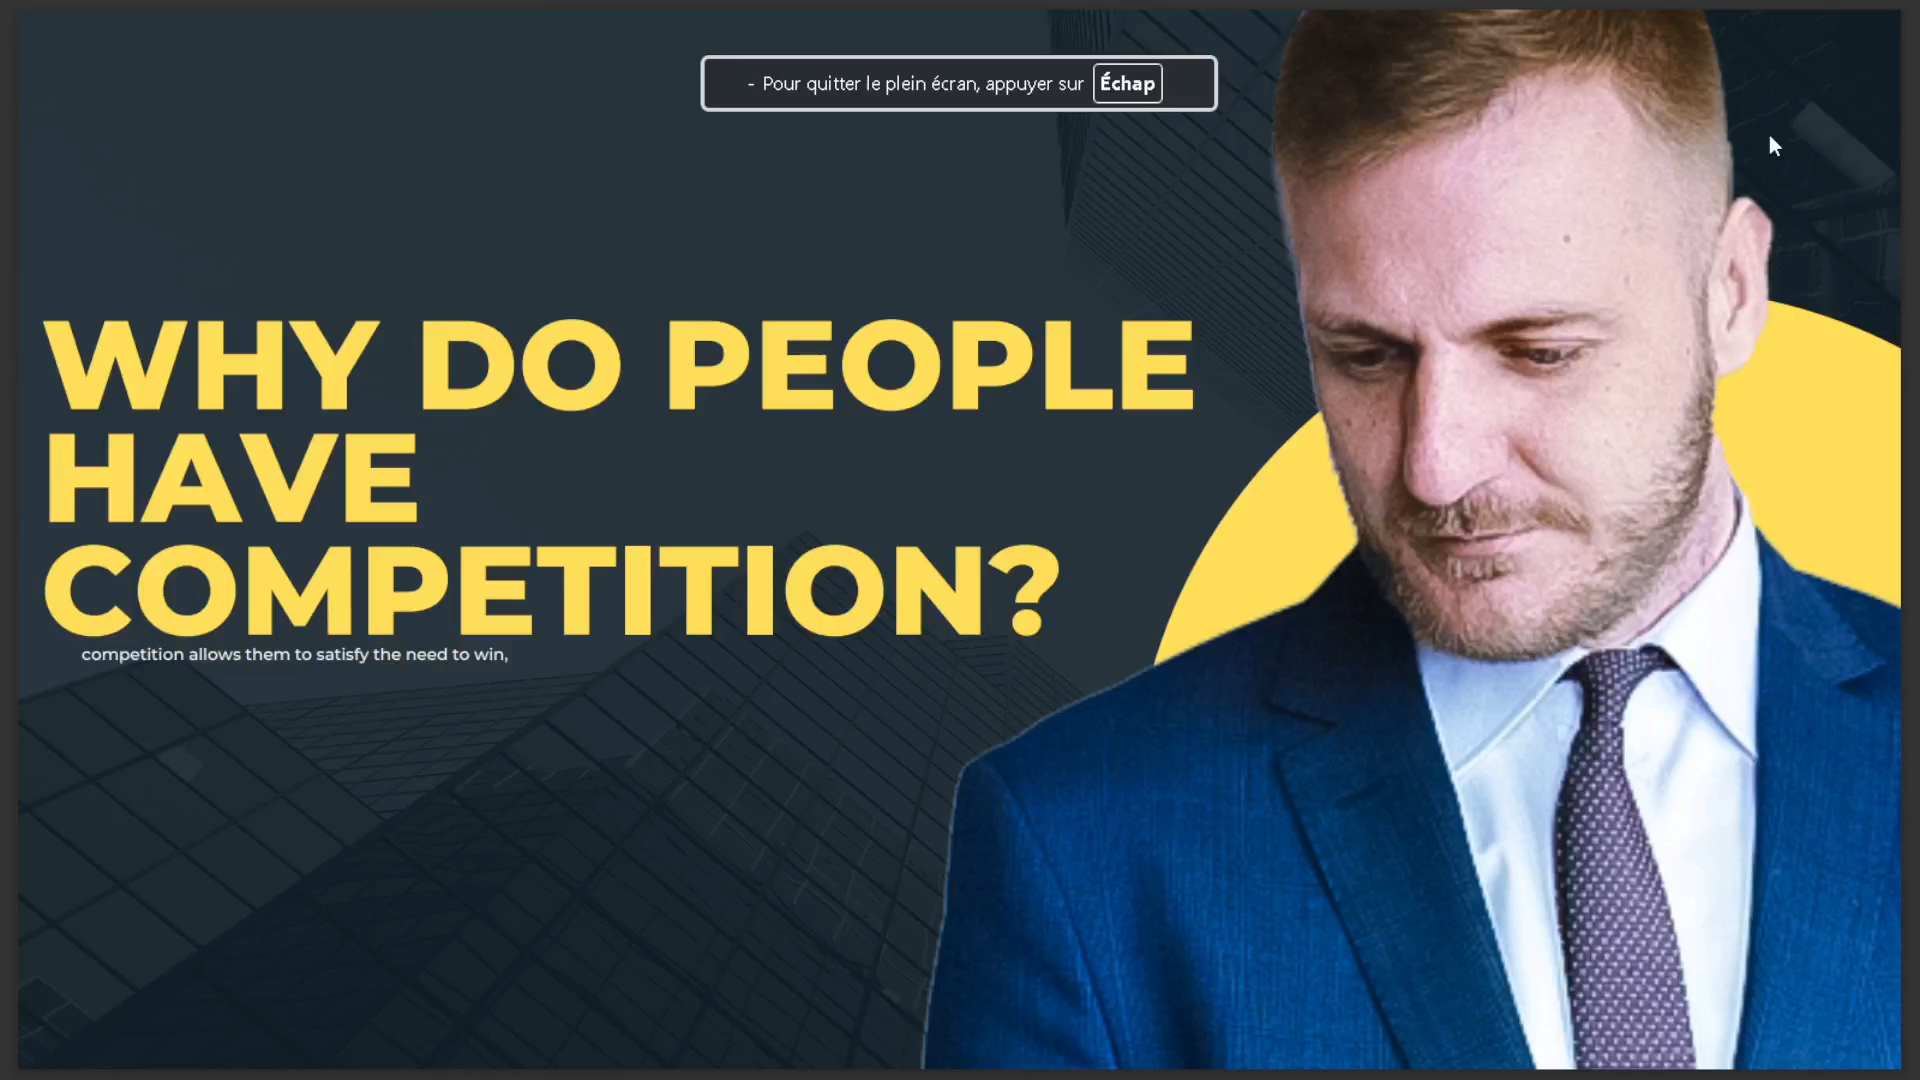 - Pour quitter le plein écran, appuyer sur Échap
WHY DO PEOPLE
HAVE
COMPETITION?
competition allows them to satisfy the need to win,